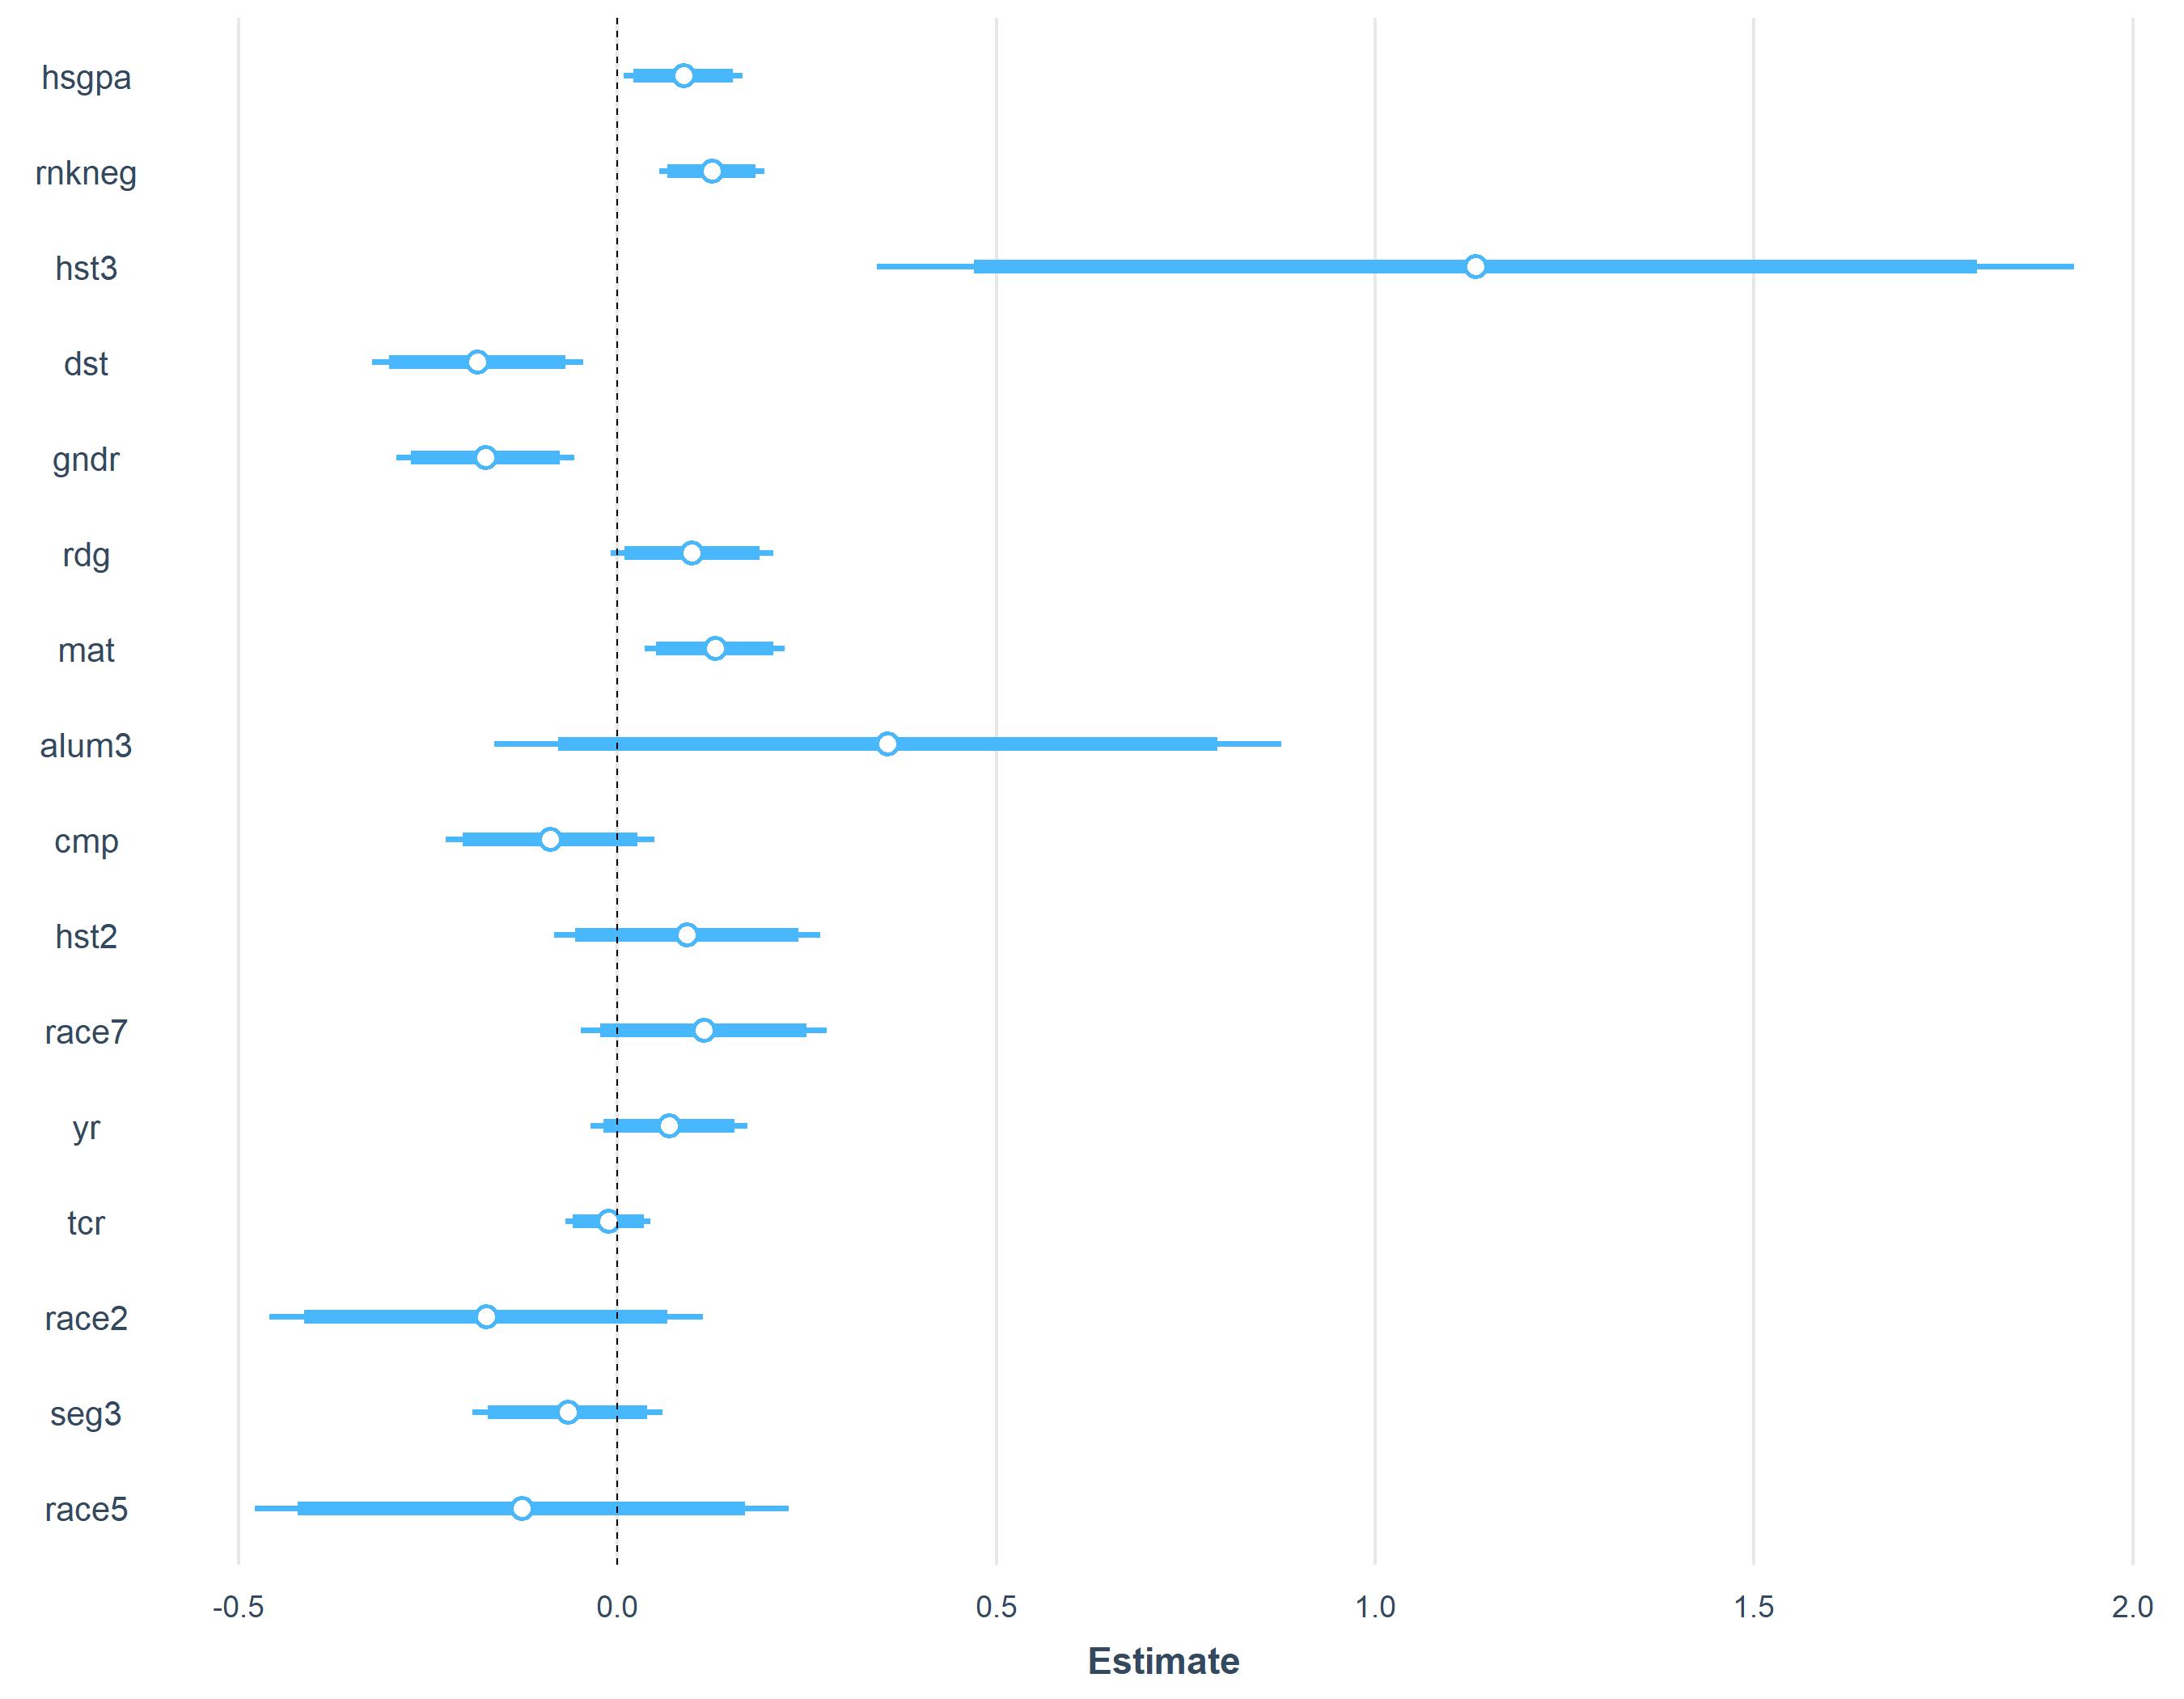 hsgpa
rnkneg
hst3
dst
gndr
rdg
mat
alum3
cmp
hst2
race7
yr
tcr
race2
seg3
race5
-0.5 0.0 0.5 1.0 1.5 2.0
Estimate